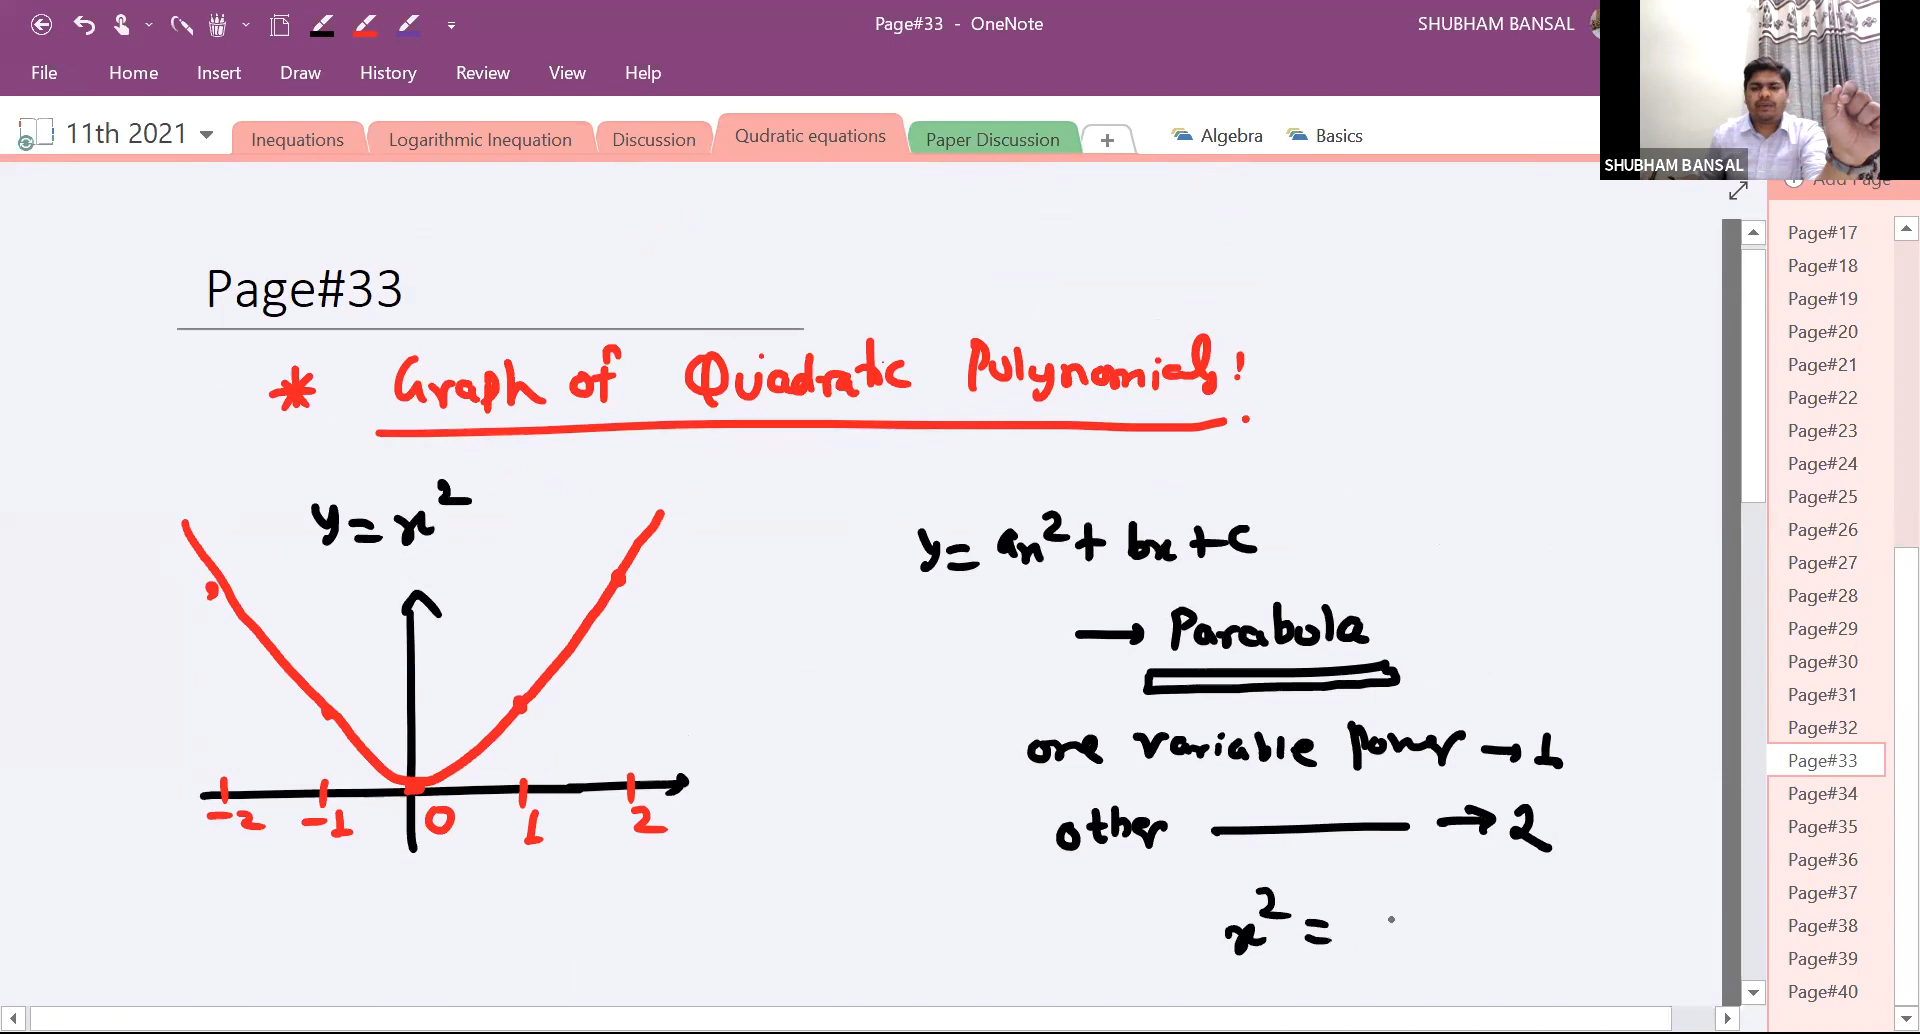 Page#33 - OneNote
SHUBHAM BANSAL
File Home Insert Draw History Review View Help
SHUBHAM BANSAL
11th 2021
Inequations Logarithmic Inequation Discussion Qudratic equations Paper Discussion + Algebra Basics
Add Page
Page#33
* Graph of Quadratic Polynomials:
y = x²
y = ax² + bx + c
→ Parabola
one variable power → 1
other ——— → 2
x² =
-2 -1 0 1 2
Page#17
Page#18
Page#19
Page#20
Page#21
Page#22
Page#23
Page#24
Page#25
Page#26
Page#27
Page#28
Page#29
Page#30
Page#31
Page#32
Page#33
Page#34
Page#35
Page#36
Page#37
Page#38
Page#39
Page#40